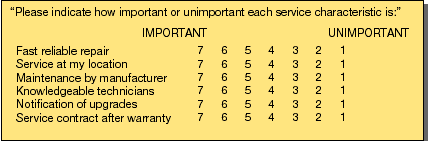 "Please indicate how important or unimportant each service characteristic is:"
IMPORTANT UNIMPORTANT
Fast reliable repair 7 6 5 4 3 2 1
Service at my location 7 6 5 4 3 2 1
Maintenance by manufacturer 7 6 5 4 3 2 1
Knowledgeable technicians 7 6 5 4 3 2 1
Notification of upgrades 7 6 5 4 3 2 1
Service contract after warranty 7 6 5 4 3 2 1